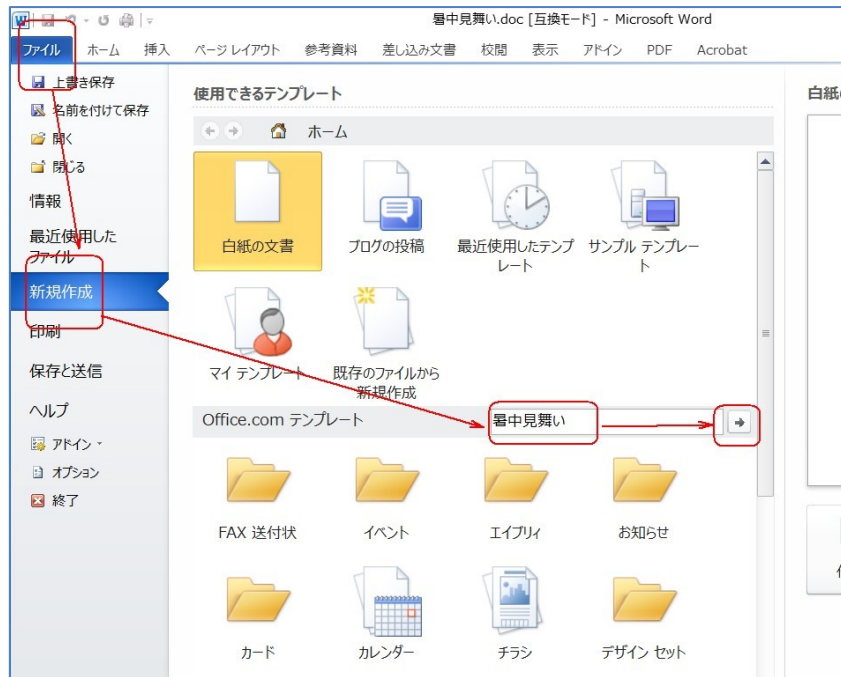 暑中見舞い.doc [互換モード] - Microsoft Word
ファイル ホーム 挿入 ページ レイアウト 参考資料 差し込み文書 校閲 表示 アドイン PDF Acrobat
上書き保存
名前を付けて保存
開く
閉じる
情報
最近使用した
ファイル
新規作成
印刷
保存と送信
ヘルプ
アドイン
オプション
終了
使用できるテンプレート
ホーム
白紙の文書 ブログの投稿 最近使用したテンプ サンプル テンプレー
レート ト
マイ テンプレート 既存のファイルから
新規作成
Office.com テンプレート 暑中見舞い
FAX 送付状 イベント エイブリィ お知らせ
カード カレンダー チラシ デザイン セット
白紙